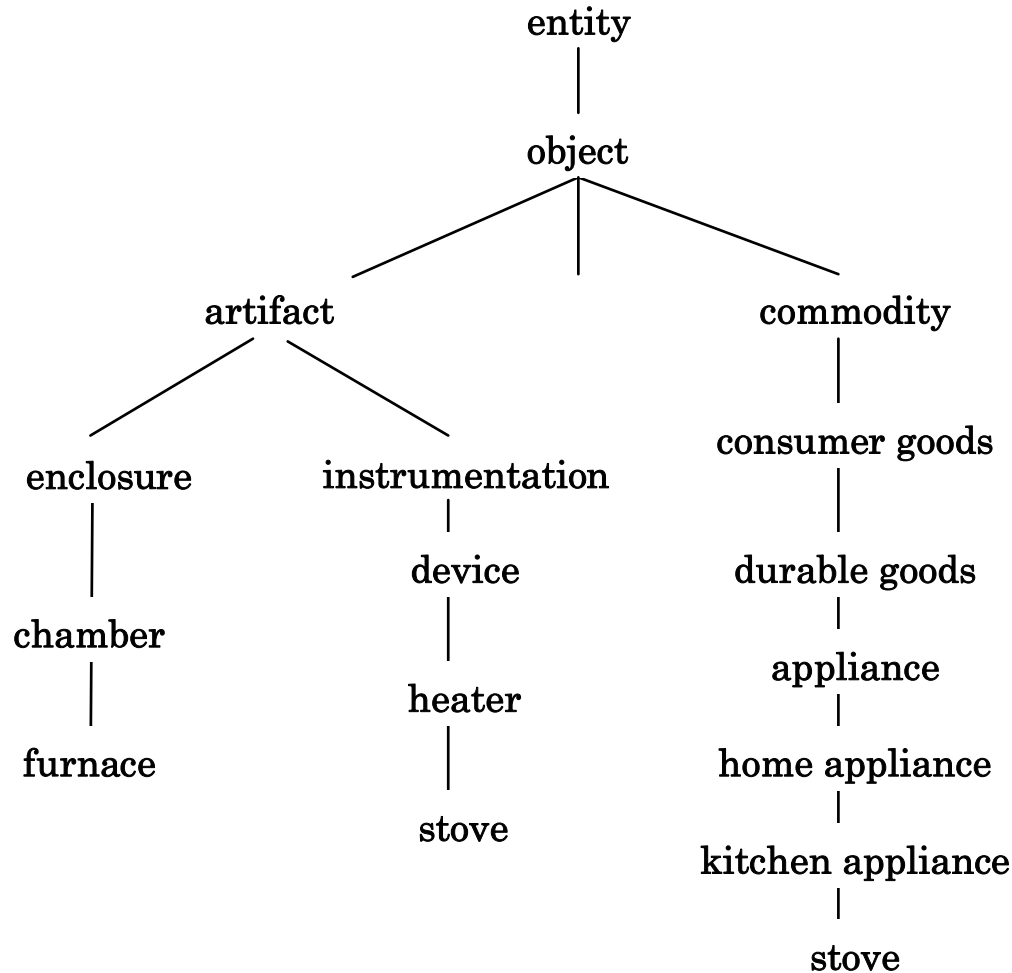 entity
object
artifact
commodity
enclosure
instrumentation
consumer goods
device
durable goods
chamber
heater
appliance
furnace
home appliance
stove
kitchen appliance
stove